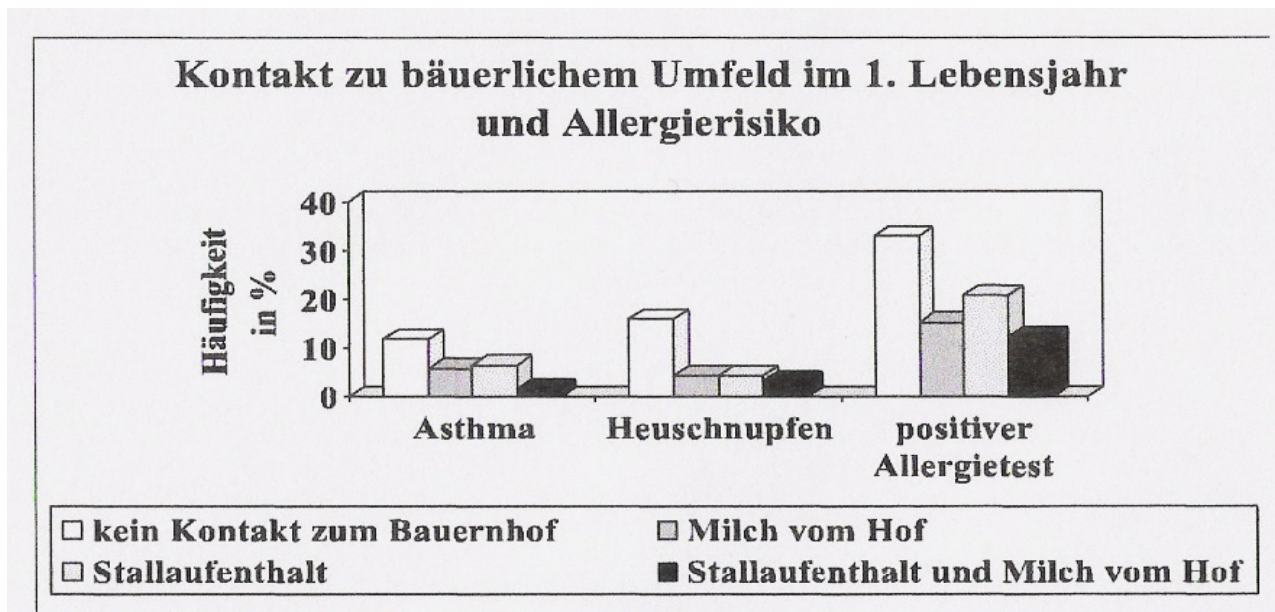 Kontakt zu bäuerlichem Umfeld im 1. Lebensjahr
und Allergierisiko
Häufigkeit
in %
40
30
20
10
0
Asthma
Heuschnupfen
positiver
Allergietest
kein Kontakt zum Bauernhof
Milch vom Hof
Stallaufenthalt
Stallaufenthalt und Milch vom Hof